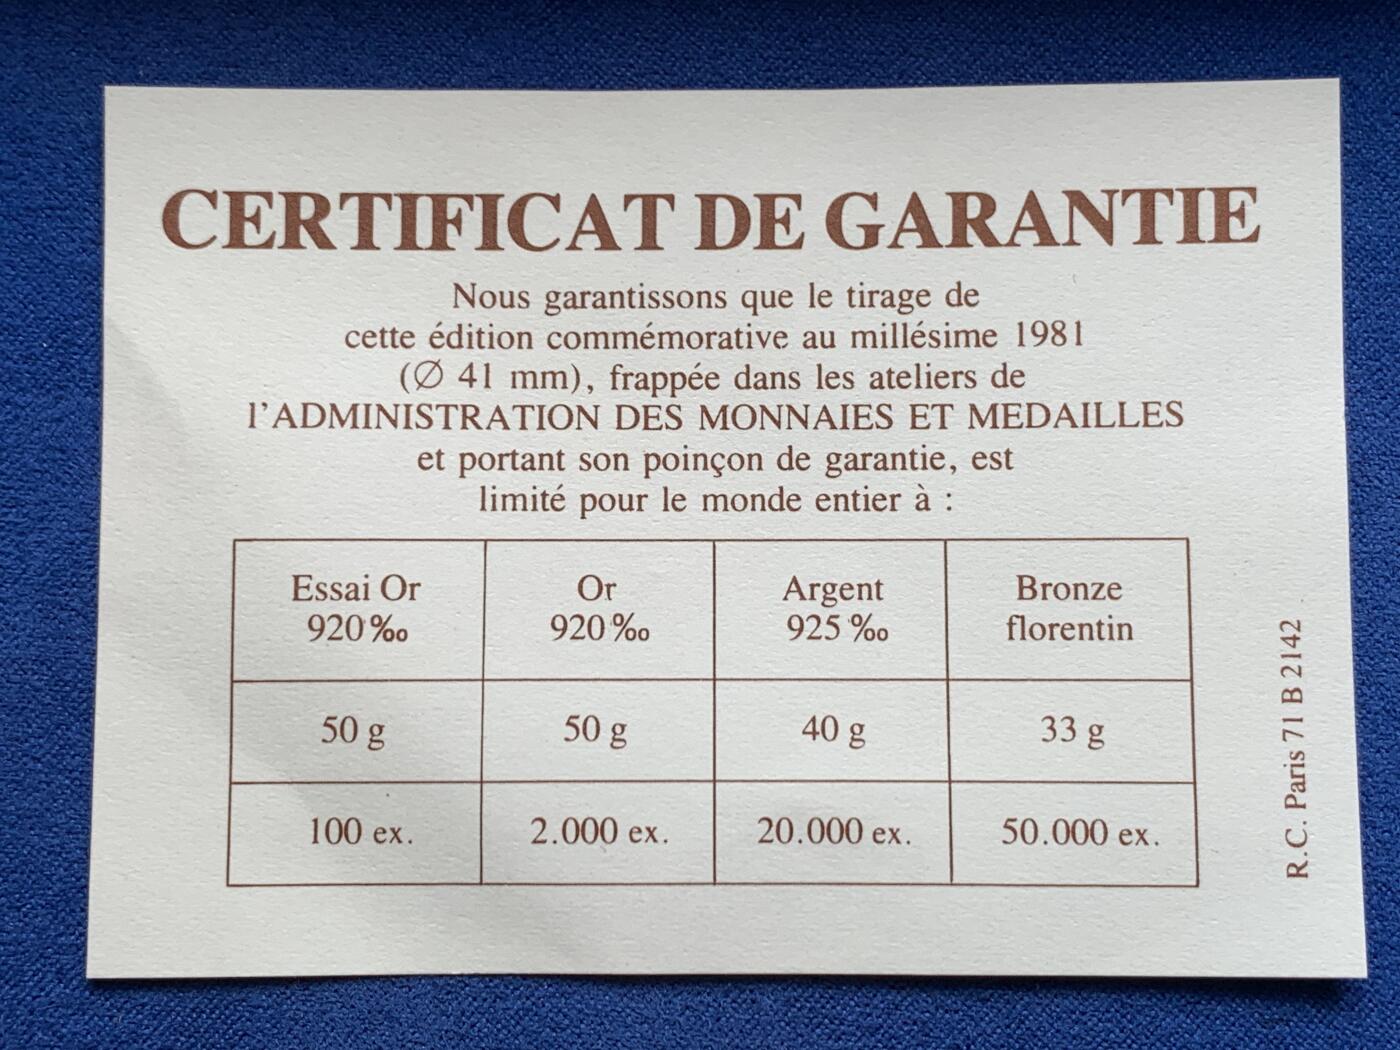 CERTIFICAT DE GARANTIE
Nous garantissons que le tirage de
cette édition commémorative au millésime 1981
(Ø 41 mm), frappée dans les ateliers de
l'ADMINISTRATION DES MONNAIES ET MEDAILLES
et portant son poinçon de garantie, est
limité pour le monde entier à :
Essai Or Or Argent Bronze
920‰ 920‰ 925‰ florentin
50 g 50 g 40 g 33 g
100 ex. 2.000 ex. 20.000 ex. 50.000 ex.
R.C. Paris 71 B 2142